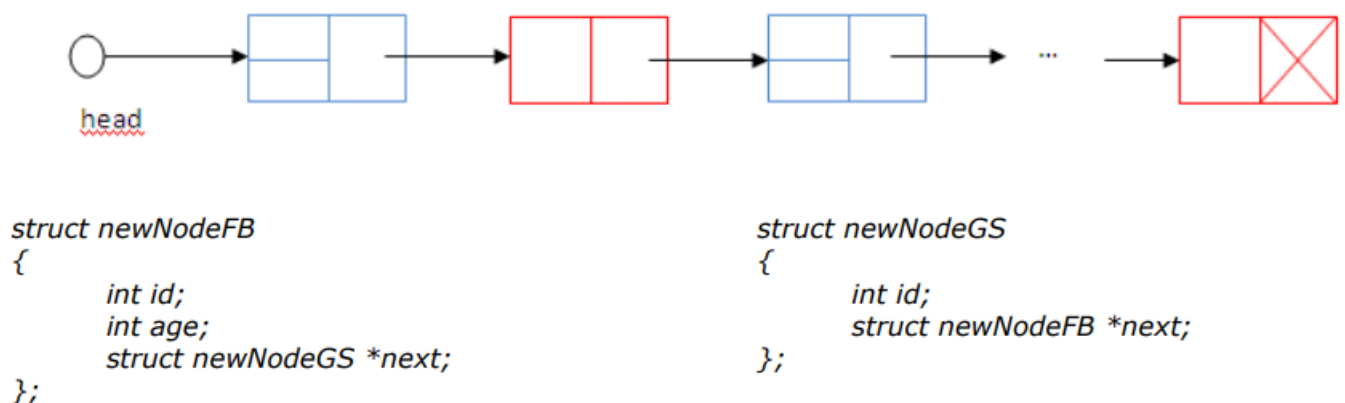 ...
head
struct newNodeFB
{
int id;
int age;
struct newNodeGS *next;
};
struct newNodeGS
{
int id;
struct newNodeFB *next;
};